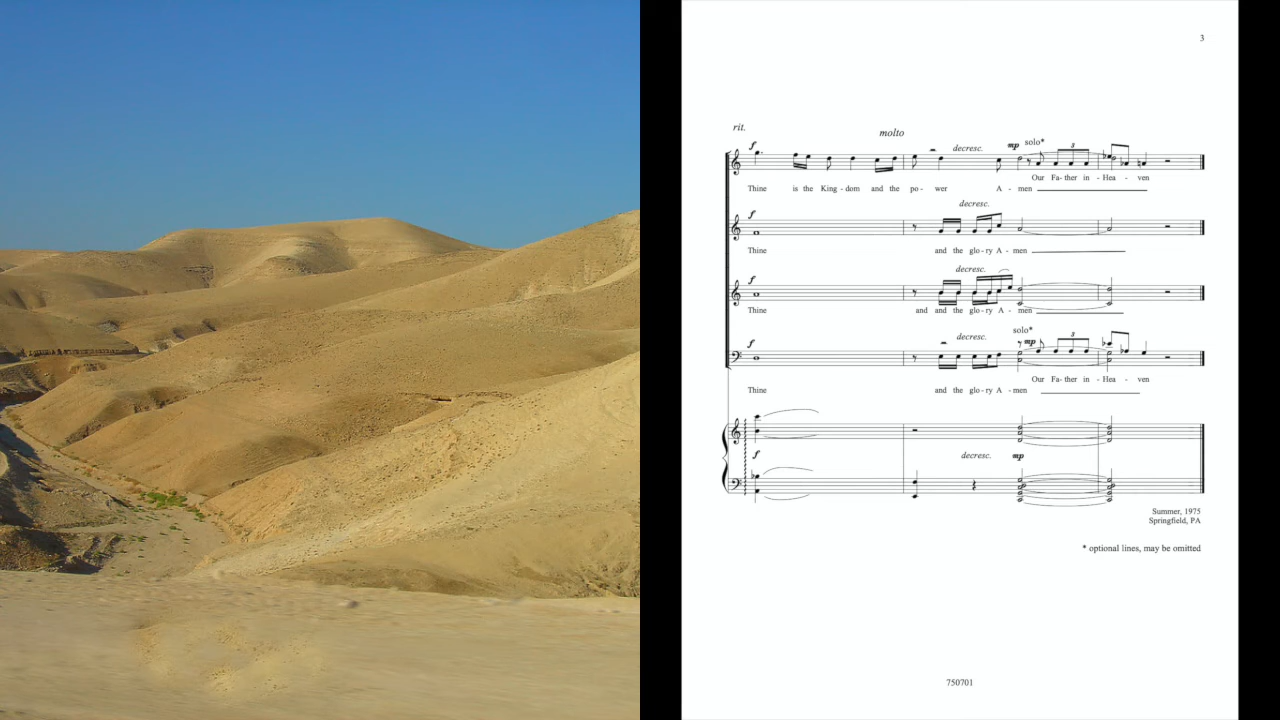 3
rit.
molto
f
decresc.
mp
solo*
3
Our Fa- ther in - Hea - ven
Thine is the King - dom and the po - wer A - men
decresc.
f
Thine and the glo - ry A - men
decresc.
f
Thine and and the glo - ry A - men
solo*
f
decresc.
mp
3
Our Fa- ther in - Hea - ven
Thine and the glo - ry A - men
f
decresc.
mp
Summer, 1975
Springfield, PA
* optional lines, may be omitted
750701